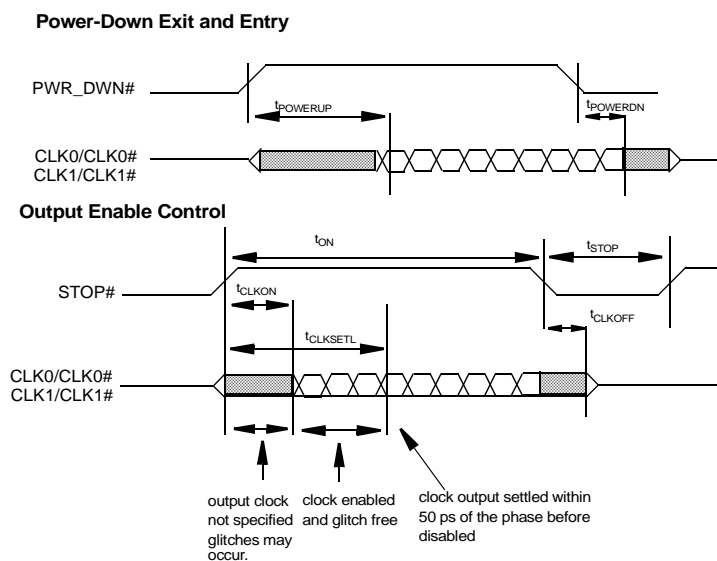 Power-Down Exit and Entry
PWR_DWN#
tPOWERUP
tPOWERDN
CLK0/CLK0#
CLK1/CLK1#
Output Enable Control
tON
tSTOP
STOP#
tCLKON
tCLKOFF
tCLKSETL
CLK0/CLK0#
CLK1/CLK1#
output clock
not specified
glitches may
occur.
clock enabled
and glitch free
clock output settled within
50 ps of the phase before
disabled